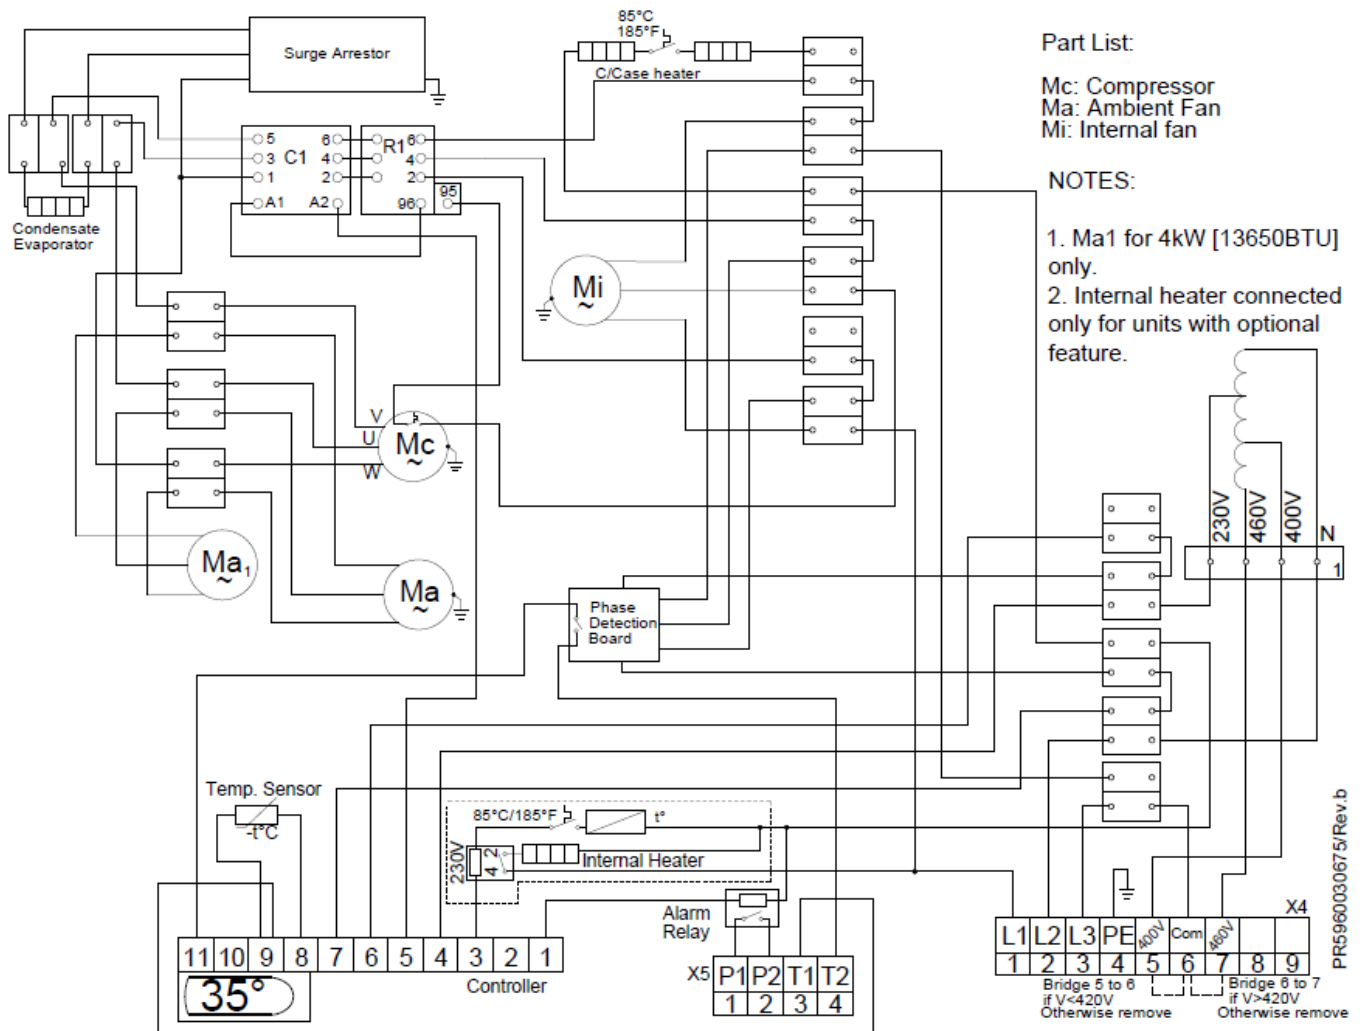 85°C
185°F
Surge Arrestor
C/Case heater
Part List:
Mc: Compressor
Ma: Ambient Fan
Mi: Internal fan
NOTES:
1. Ma1 for 4kW [13650BTU]
only.
2. Internal heater connected
only for units with optional
feature.
5 6 R1 6
3 C1 4 4
1 2 2 95
A1 A2 96
Condensate
Evaporator
Mi
~
V
U
W
Mc
~
Ma1
~
Ma
~
230V 460V 400V N
1
Phase
Detection
Board
Temp. Sensor
-t°C
85°C/185°F t°
230V 2 4
Internal Heater
Alarm
Relay
11 10 9 8 7 6 5 4 3 2 1
35°
Controller
X5 P1 P2 T1 T2
1 2 3 4
X4
L1 L2 L3 PE 400V Com 460V
1 2 3 4 5 6 7 8 9
Bridge 5 to 6
if V<420V
Otherwise remove
Bridge 6 to 7
if V>420V
Otherwise remove
PR5960030675/Rev.b